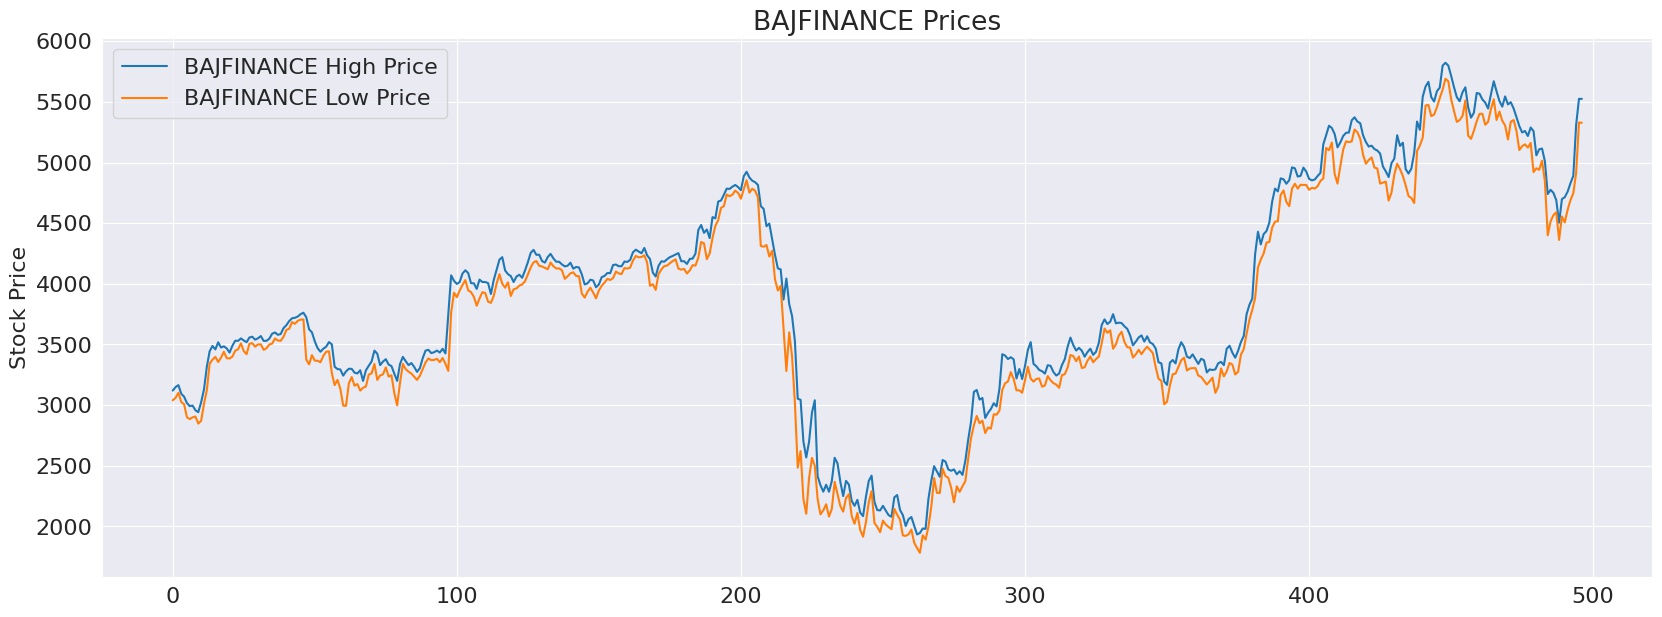 BAJFINANCE Prices
BAJFINANCE High Price
BAJFINANCE Low Price
Stock Price
6000
5500
5000
4500
4000
3500
3000
2500
2000
0 100 200 300 400 500